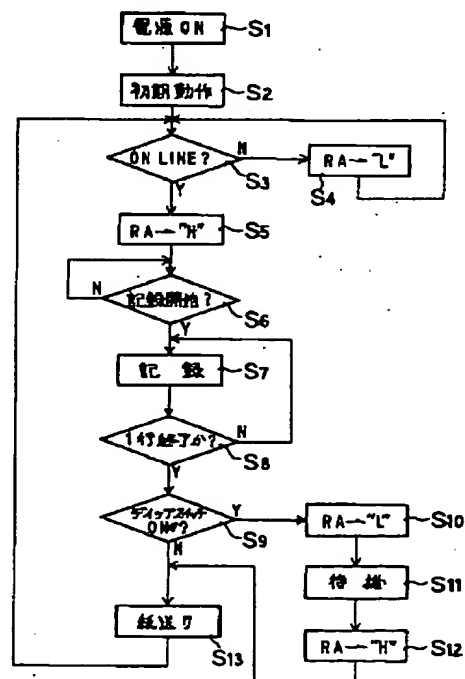 電源ON S1
初期動作 S2
ON LINE? N
S3
Y
RA←"L"
S4
RA←"H" S5
N
記録開始?
S6
Y
記 録 S7
1行終了か? N
S8
Y
ディップスイッチ Y
ONか?
S9
N
RA←"L" S10
待機 S11
RA←"H" S12
紙送り
S13